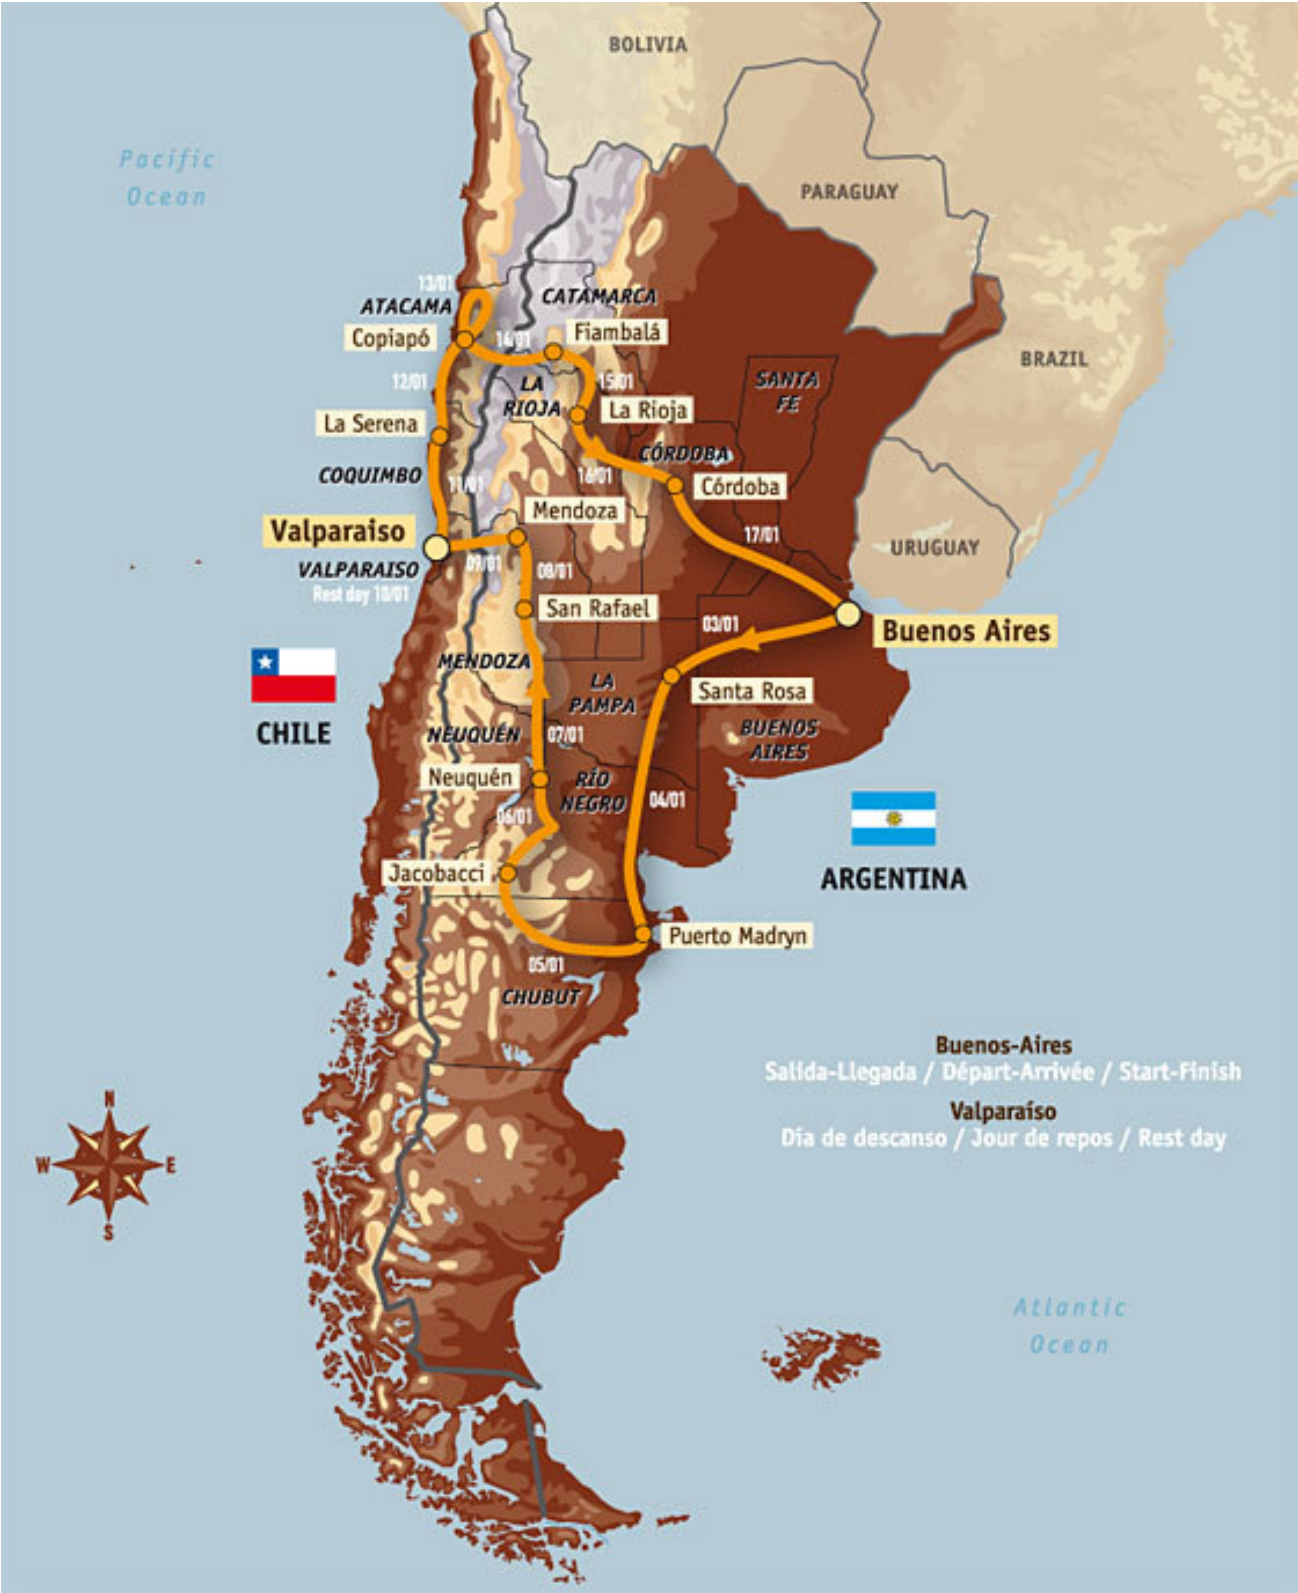 BOLIVIA
Pacific
Ocean
PARAGUAY
13/01
ATACAMA
CATAMARCA
Copiapó
14/01
Fiambalá
BRAZIL
12/01
LA
RIOJA
15/01
SANTA
FE
La Serena
La Rioja
COQUIMBO
11/01
16/01
CÓRDOBA
Córdoba
Mendoza
Valparaiso
17/01
URUGUAY
VALPARAISO
Rest day 10/01
09/01
08/01
San Rafael
03/01
Buenos Aires
MENDOZA
LA
PAMPA
Santa Rosa
CHILE
NEUQUÉN
07/01
BUENOS
AIRES
Neuquén
RÍO
NEGRO
04/01
06/01
Jacobacci
ARGENTINA
Puerto Madryn
05/01
CHUBUT
Buenos-Aires
Salida-Llegada / Départ-Arrivée / Start-Finish
Valparaíso
Día de descanso / Jour de repos / Rest day
N
W
E
S
Atlantic
Ocean